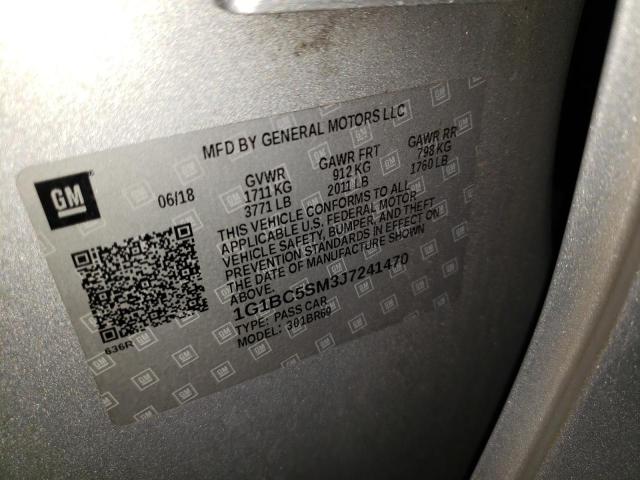 MFD BY GENERAL MOTORS LLC
GM
06/18
GVWR GAWR FRT GAWR RR
1711 KG 912 KG 798 KG
3771 LB 2011 LB 1760 LB
THIS VEHICLE CONFORMS TO ALL
APPLICABLE U.S. FEDERAL MOTOR
VEHICLE SAFETY, BUMPER, AND THEFT
PREVENTION STANDARDS IN EFFECT ON
THE DATE OF MANUFACTURE SHOWN
ABOVE.
1G1BC5SM3J7241470
TYPE: PASS CAR
MODEL: 301BR69
636R